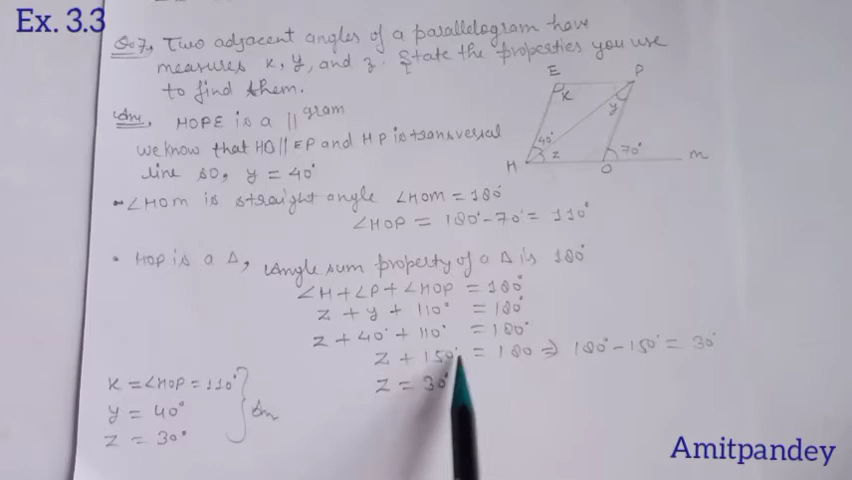 Ex. 3.3
Qo7, Two adjacent angles of a parallelogram have
measures x, y, and z. State the properties you use
to find them.
Ans, HOPE is a ||gram
we know that HO||EP and HP is transversal
line so, y = 40°
•∠HOM is straight angle ∠HOM = 180°
∠HOP = 180°-70° = 110°
• HOP is a Δ, Angle sum property of a Δ is 180°
∠H+∠P+∠HOP = 180°
z + y + 110° = 180°
z + 40° + 110° = 180°
z + 150° = 180 ⇒ 180° - 150° = 30°
z = 30°
x = ∠HOP = 110°
y = 40°
z = 30°
Ans
E
P
x
y
40°
z
70°
H
O
m
Amitpandey